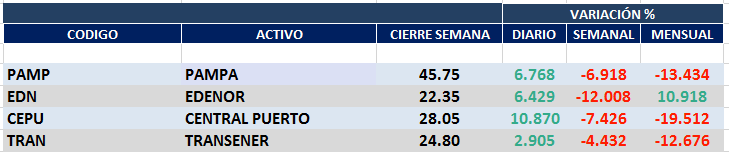 VARIACIÓN %
CODIGO ACTIVO CIERRE SEMANA DIARIO SEMANAL MENSUAL
PAMP PAMPA 45.75 6.768 -6.918 -13.434
EDN EDENOR 22.35 6.429 -12.008 10.918
CEPU CENTRAL PUERTO 28.05 10.870 -7.426 -19.512
TRAN TRANSENER 24.80 2.905 -4.432 -12.676